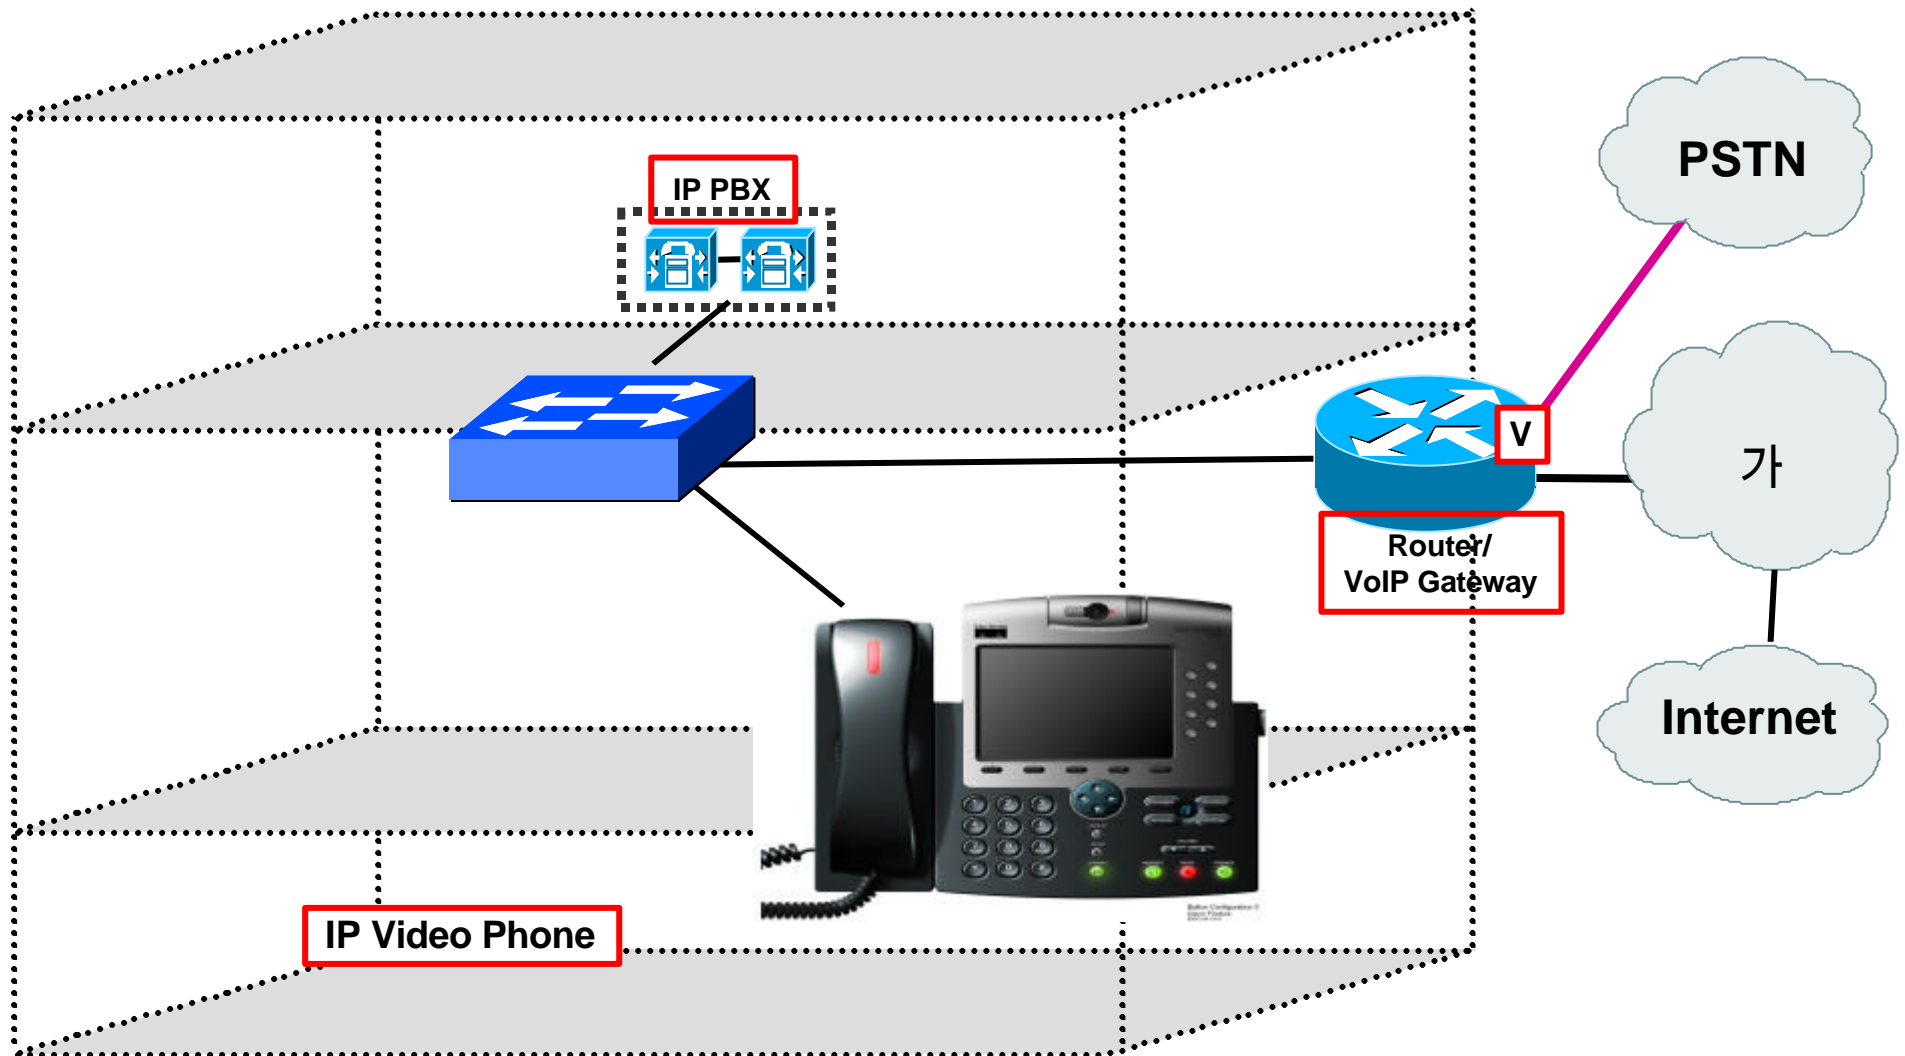 PSTN
IP PBX
V
가
Router/
VoIP Gateway
Internet
IP Video Phone